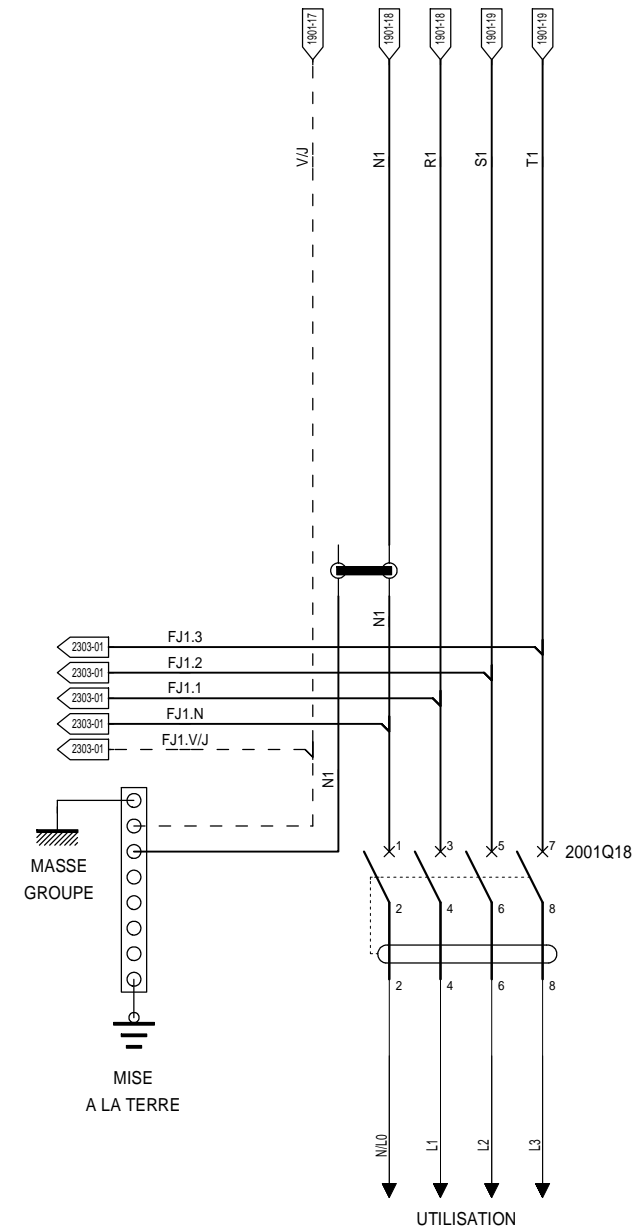 1901-17
1901-18
1901-18
1901-19
1901-19
V/J
N1
R1
S1
T1
N1
2303-01 FJ1.3
2303-01 FJ1.2
2303-01 FJ1.1
2303-01 FJ1.N
2303-01 FJ1.V/J
N1
MASSE
GROUPE
1 3 5 7 2001Q18
2 4 6 8
2 4 6 8
MISE
A LA TERRE
N/L0
L1
L2
L3
UTILISATION